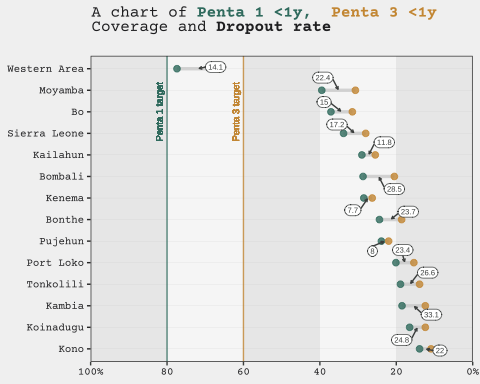 A chart of Penta 1 <1y, Penta 3 <1y
Coverage and Dropout rate
Western Area
Moyamba
Bo
Sierra Leone
Kailahun
Bombali
Kenema
Bonthe
Pujehun
Port Loko
Tonkolili
Kambia
Koinadugu
Kono
Penta 1 target
Penta 3 target
14.1
22.4
15
17.2
11.8
28.5
7.7
23.7
8
23.4
26.6
33.1
24.8
22
100% 80 60 40 20 0%